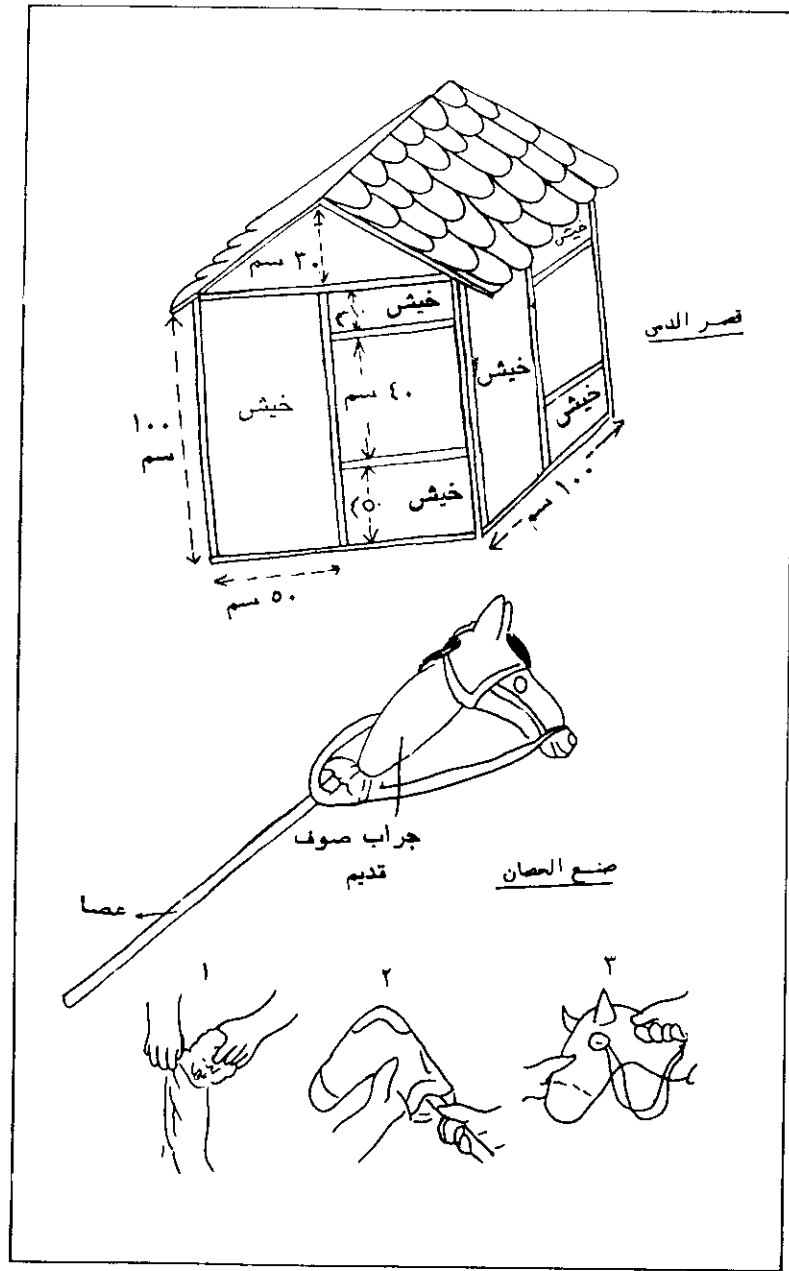 خيش
٣٠ سم
خيش
قصر الدمى
خيش
خيش
٤٠ سم
١٠٠
سم
خيش
خيش
١٠٠ سم
٥٠ سم
جراب صوف
قديم
صنع الحصان
عصا
١
٢
٣